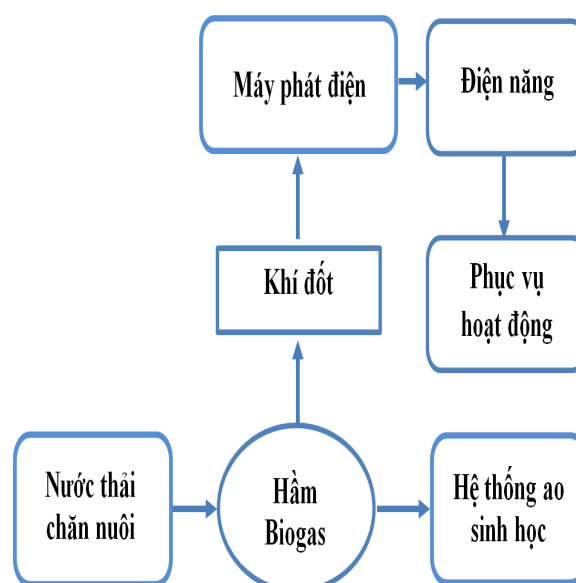 Máy phát điện
Điện năng
Khí đốt
Phục vụ
hoạt động
Nước thải
chăn nuôi
Hầm
Biogas
Hệ thống ao
sinh học